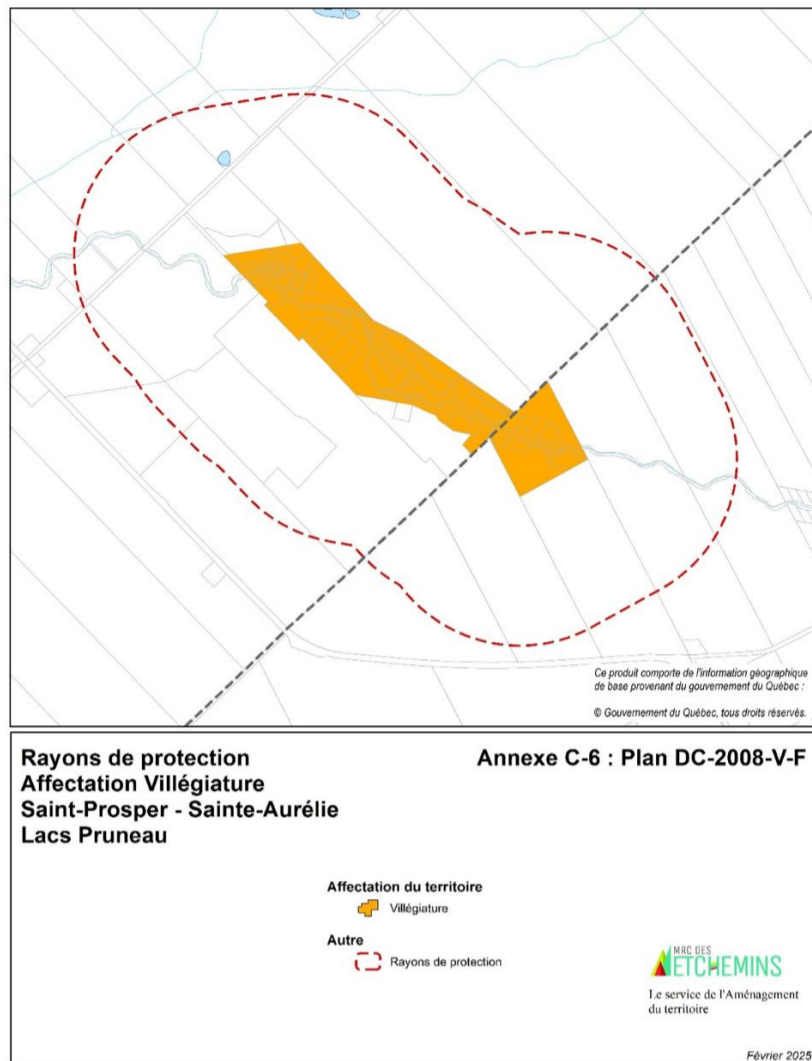 Ce produit comporte de l'information géographique
de base provenant du gouvernement du Québec :
© Gouvernement du Québec, tous droits réservés.
Rayons de protection
Affectation Villégiature
Saint-Prosper - Sainte-Aurélie
Lacs Pruneau
Annexe C-6 : Plan DC-2008-V-F
Affectation du territoire
Villégiature
Autre
Rayons de protection
MRC DES
ETCHEMINS
Le service de l'Aménagement
du territoire
Février 2025